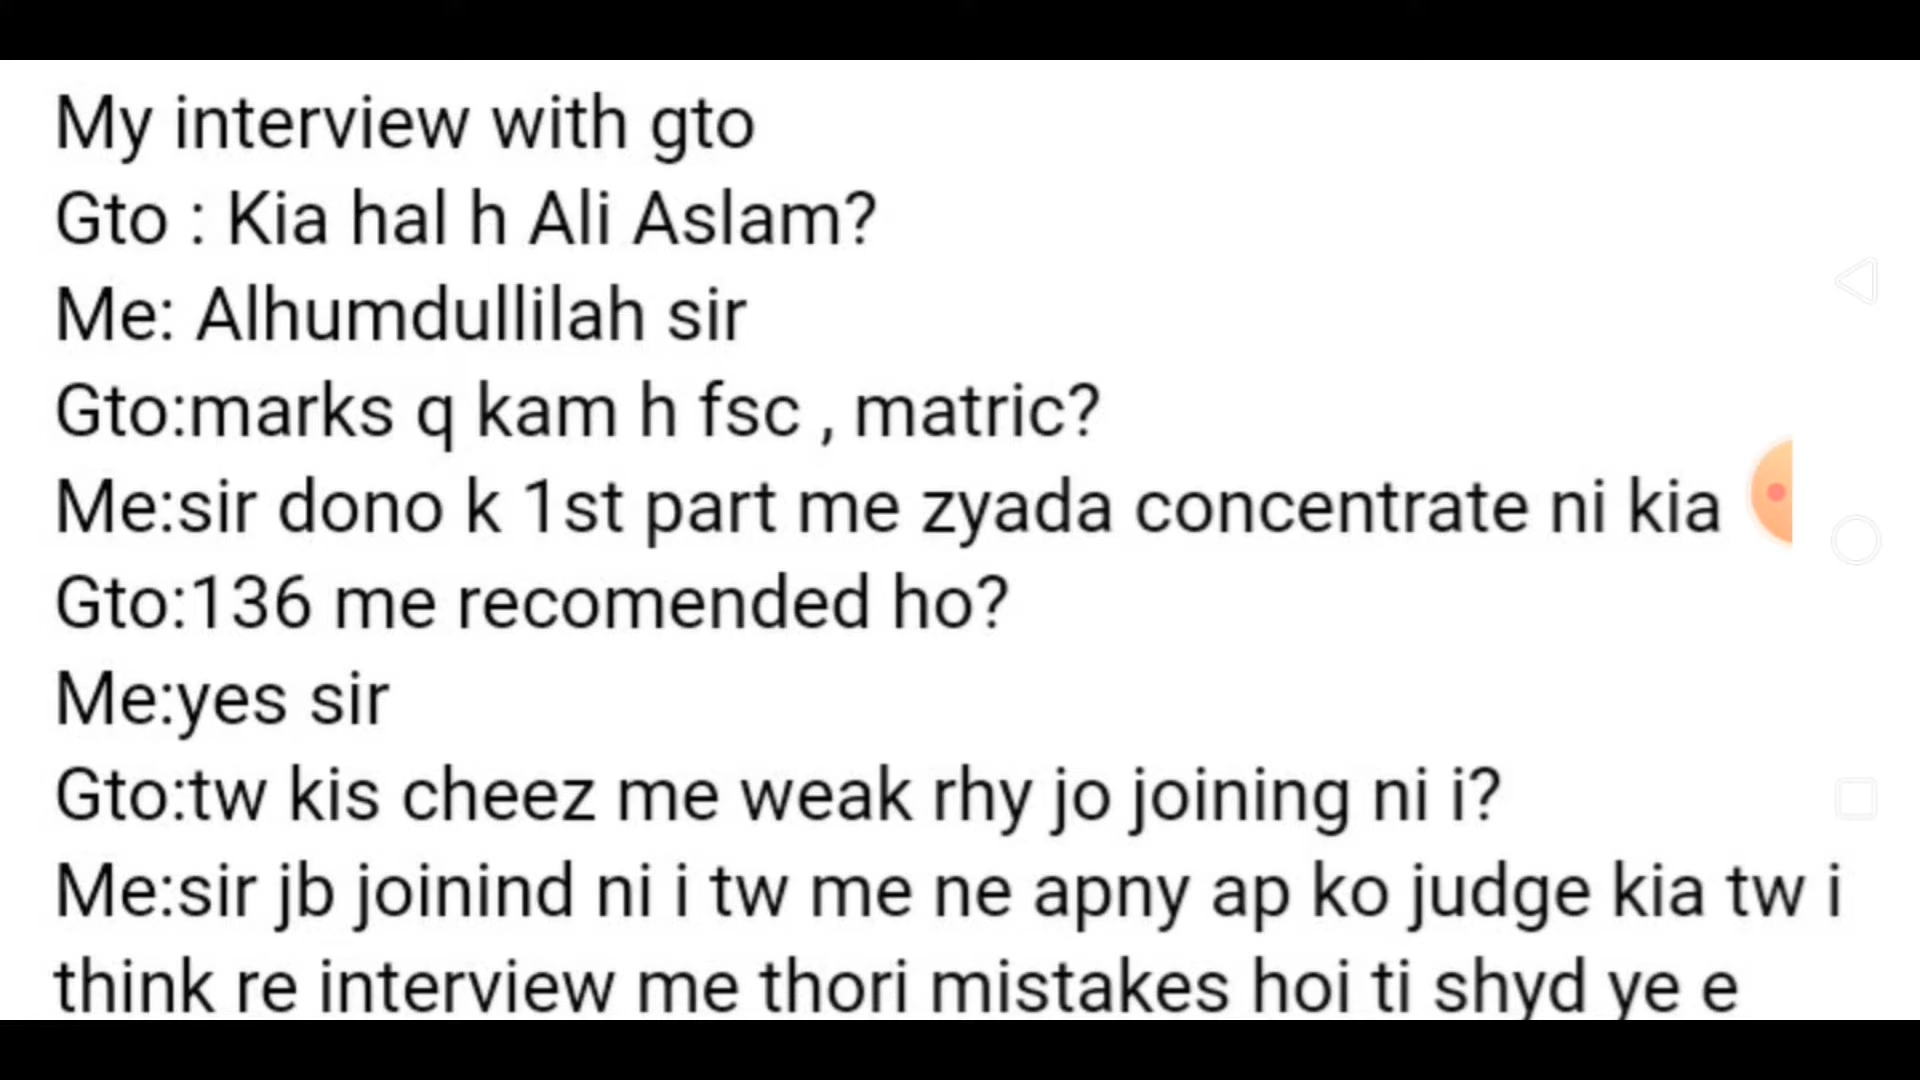 My interview with gto
Gto : Kia hal h Ali Aslam?
Me: Alhumdullilah sir
Gto:marks q kam h fsc , matric?
Me:sir dono k 1st part me zyada concentrate ni kia
Gto:136 me recomended ho?
Me:yes sir
Gto:tw kis cheez me weak rhy jo joining ni i?
Me:sir jb joinind ni i tw me ne apny ap ko judge kia tw i
think re interview me thori mistakes hoi ti shyd ye e